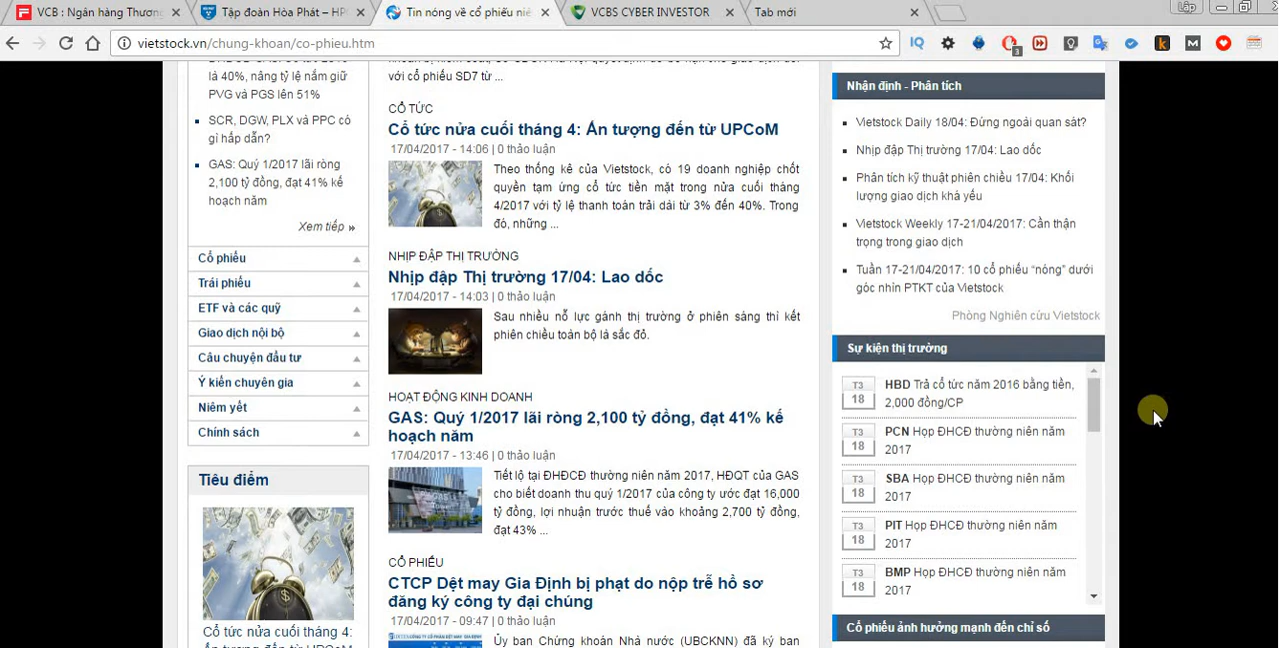 VCB : Ngân hàng Thương
Tập đoàn Hòa Phát – HP
Tin nóng về cổ phiếu niê
VCBS CYBER INVESTOR
Tab mới
Lập
vietstock.vn/chung-khoan/co-phieu.htm
IQ
3
là 40%, nâng tỷ lệ nắm giữ
PVG và PGS lên 51%
SCR, DGW, PLX và PPC có
gì hấp dẫn?
GAS: Quý 1/2017 lãi ròng
2,100 tỷ đồng, đạt 41% kế
hoạch năm
Xem tiếp »
Cổ phiếu
Trái phiếu
ETF và các quỹ
Giao dịch nội bộ
Câu chuyện đầu tư
Ý kiến chuyên gia
Niêm yết
Chính sách
Tiêu điểm
Cổ tức nửa cuối tháng 4:
ấn tượng đến từ UPCoM
với cổ phiếu SD7 từ ...
CỔ TỨC
Cổ tức nửa cuối tháng 4: Ấn tượng đến từ UPCoM
17/04/2017 - 14:06 | 0 thảo luận
Theo thống kê của Vietstock, có 19 doanh nghiệp chốt
quyền tạm ứng cổ tức tiền mặt trong nửa cuối tháng
4/2017 với tỷ lệ thanh toán trải dài từ 3% đến 40%. Trong
đó, những ...
NHỊP ĐẬP THỊ TRƯỜNG
Nhịp đập Thị trường 17/04: Lao dốc
17/04/2017 - 14:03 | 0 thảo luận
Sau nhiều nỗ lực gánh thị trường ở phiên sáng thì kết
phiên chiều toàn bộ là sắc đỏ.
HOẠT ĐỘNG KINH DOANH
GAS: Quý 1/2017 lãi ròng 2,100 tỷ đồng, đạt 41% kế
hoạch năm
17/04/2017 - 13:46 | 0 thảo luận
Tiết lộ tại ĐHĐCĐ thường niên năm 2017, HĐQT của GAS
cho biết doanh thu quý 1/2017 của công ty ước đạt 16,000
tỷ đồng, lợi nhuận trước thuế vào khoảng 2,700 tỷ đồng,
đạt 43% ...
CỔ PHIẾU
CTCP Dệt may Gia Định bị phạt do nộp trễ hồ sơ
đăng ký công ty đại chúng
17/04/2017 - 09:47 | 0 thảo luận
Ủy ban Chứng khoán Nhà nước (UBCKNN) đã ký ban
Nhận định - Phân tích
Vietstock Daily 18/04: Đứng ngoài quan sát?
Nhịp đập Thị trường 17/04: Lao dốc
Phân tích kỹ thuật phiên chiều 17/04: Khối
lượng giao dịch khá yếu
Vietstock Weekly 17-21/04/2017: Cẩn thận
trọng trong giao dịch
Tuần 17-21/04/2017: 10 cổ phiếu “nóng” dưới
góc nhìn PTKT của Vietstock
Phòng Nghiên cứu Vietstock
Sự kiện thị trường
T3
18
HBD Trả cổ tức năm 2016 bằng tiền,
2,000 đồng/CP
T3
18
PCN Họp ĐHCĐ thường niên năm
2017
T3
18
SBA Họp ĐHCĐ thường niên năm
2017
T3
18
PIT Họp ĐHCĐ thường niên năm
2017
T3
18
BMP Họp ĐHCĐ thường niên năm
2017
Cổ phiếu ảnh hưởng mạnh đến chỉ số